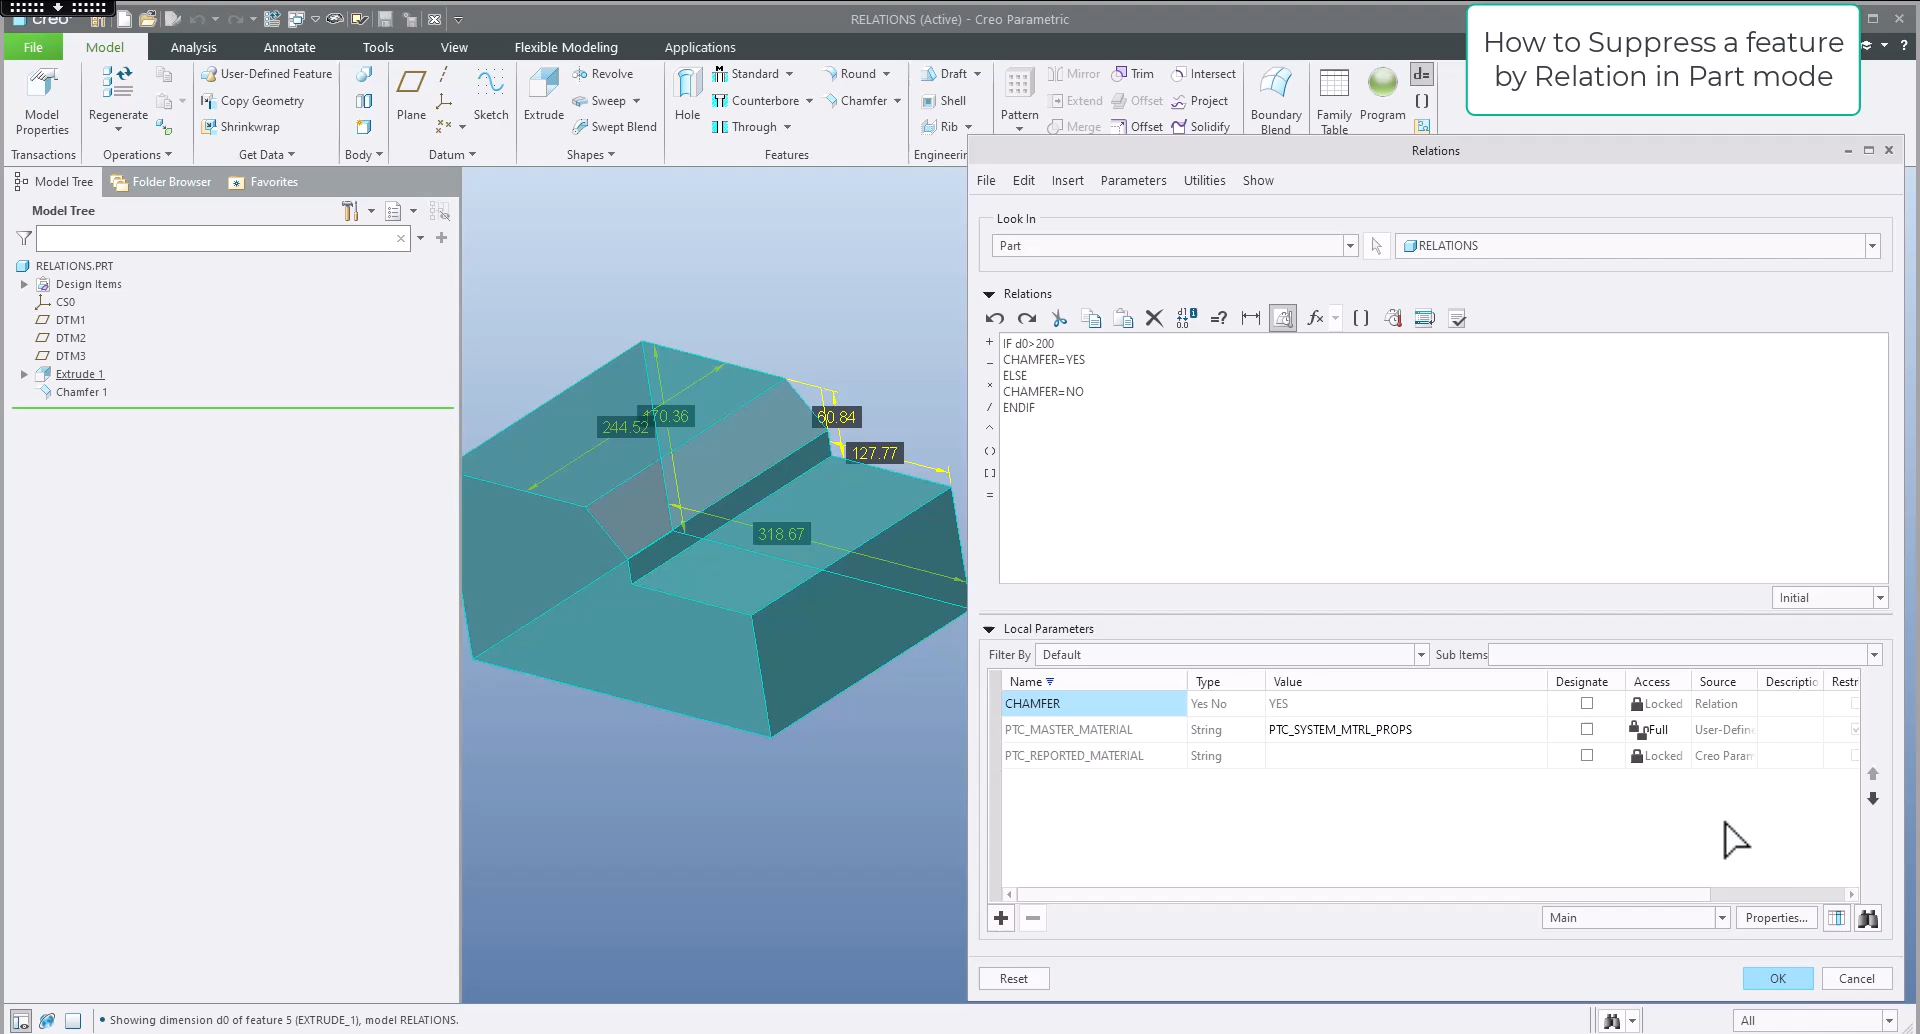 creo
RELATIONS (Active) - Creo Parametric
How to Suppress a feature
by Relation in Part mode
File
Model
Analysis
Annotate
Tools
View
Flexible Modeling
Applications
Model Properties
Regenerate
User-Defined Feature
Copy Geometry
Shrinkwrap
Plane
Sketch
Extrude
Revolve
Sweep
Swept Blend
Hole
Standard
Counterbore
Through
Round
Chamfer
Draft
Shell
Rib
Pattern
Mirror
Extend
Merge
Trim
Offset
Offset
Intersect
Project
Solidify
Boundary Blend
Family Table
Program
d=
Transactions
Operations
Get Data
Body
Datum
Shapes
Features
Engineerin
Model Tree
Folder Browser
Favorites
Model Tree
RELATIONS.PRT
Design Items
CS0
DTM1
DTM2
DTM3
Extrude 1
Chamfer 1
170.36
244.52
60.84
127.77
318.67
Relations
File
Edit
Insert
Parameters
Utilities
Show
Look In
Part
RELATIONS
Relations
IF d0>200
CHAMFER=YES
ELSE
CHAMFER=NO
ENDIF
Initial
Local Parameters
Filter By
Default
Sub Items
Name Type Value Designate Access Source Descriptic Restr
CHAMFER Yes No YES Locked Relation
PTC_MASTER_MATERIAL String PTC_SYSTEM_MTRL_PROPS Full User-Define
PTC_REPORTED_MATERIAL String Locked Creo Param
Main
Properties...
Reset
OK
Cancel
Showing dimension d0 of feature 5 (EXTRUDE_1), model RELATIONS.
All